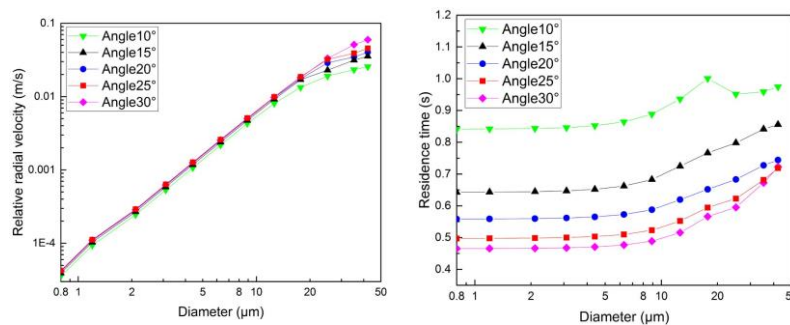 0.1
0.01
0.001
1E-4
Relative radial velocity (m/s)
Angle10°
Angle15°
Angle20°
Angle25°
Angle30°
0.8 1 2 5 8 10 20 50
Diameter (μm)
1.2
1.1
1.0
0.9
0.8
0.7
0.6
0.5
0.4
Residence time (s)
Angle10°
Angle15°
Angle20°
Angle25°
Angle30°
0.8 1 2 5 8 10 20
Diameter (μm)